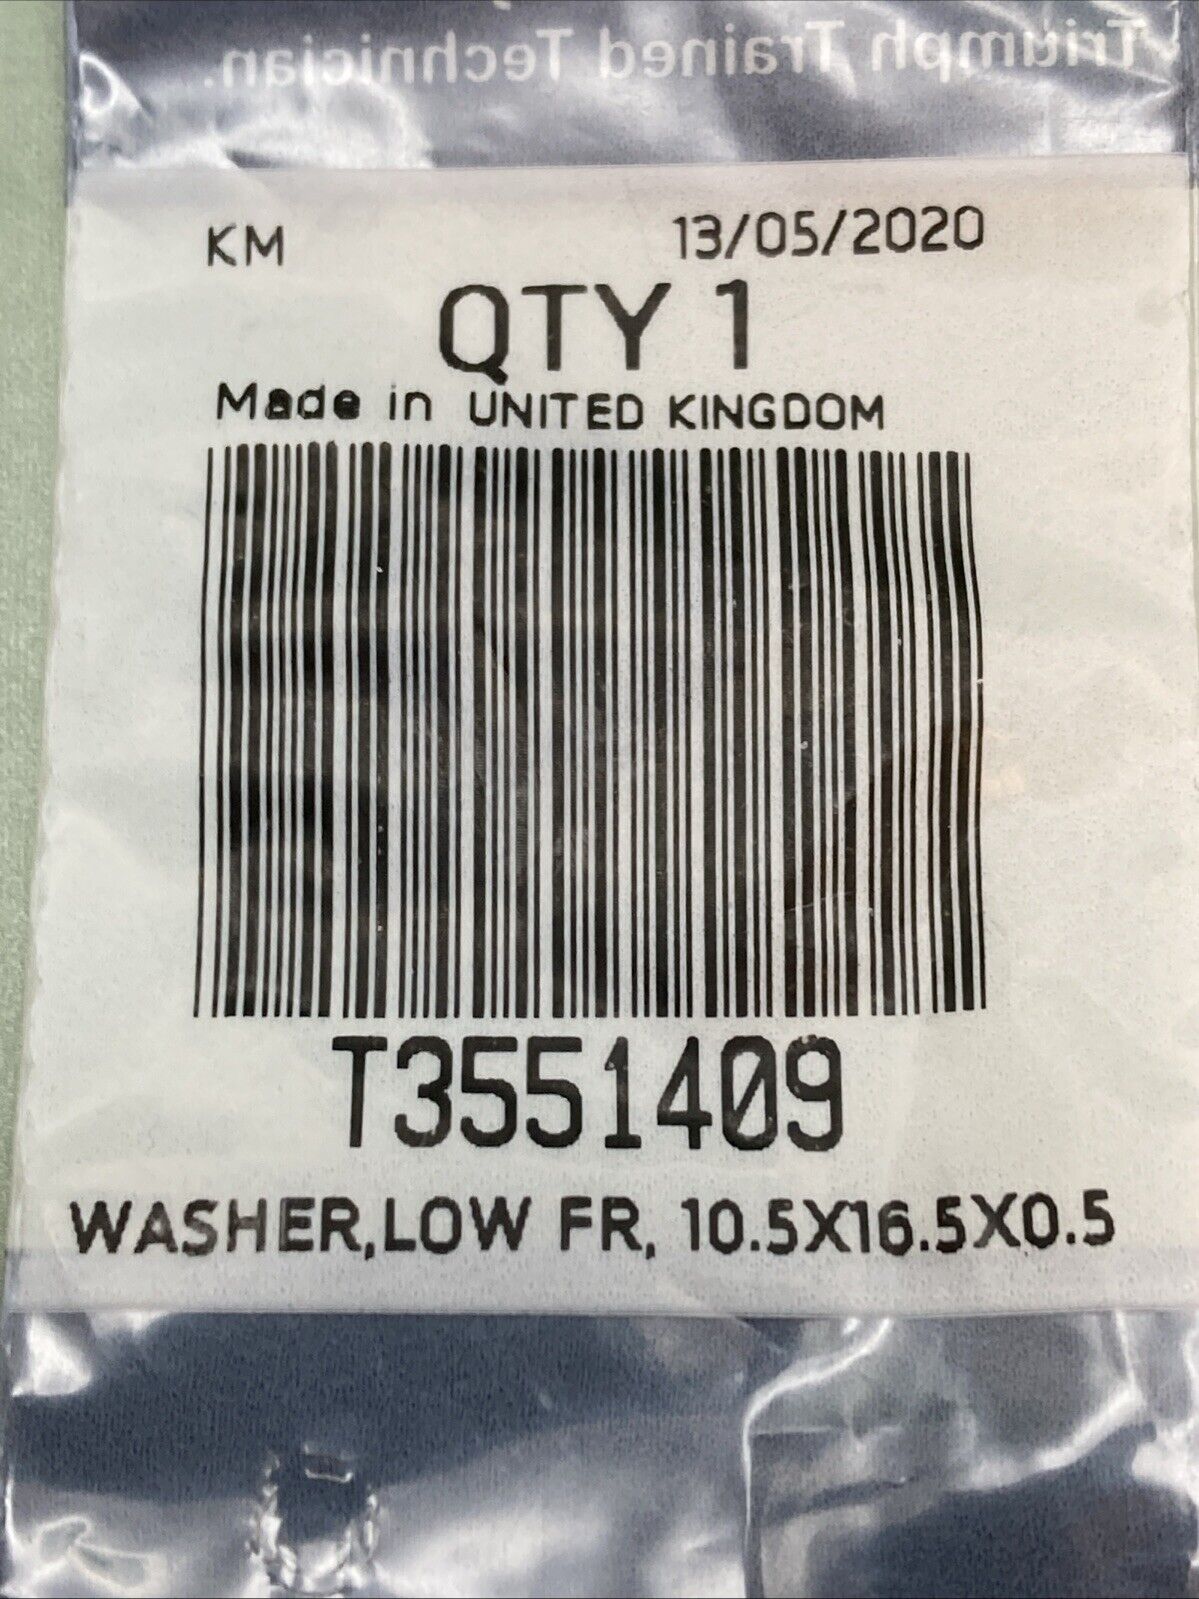 Triumph Trained Technician.
KM 13/05/2020
QTY 1
Made in UNITED KINGDOM
T3551409
WASHER,LOW FR, 10.5X16.5X0.5